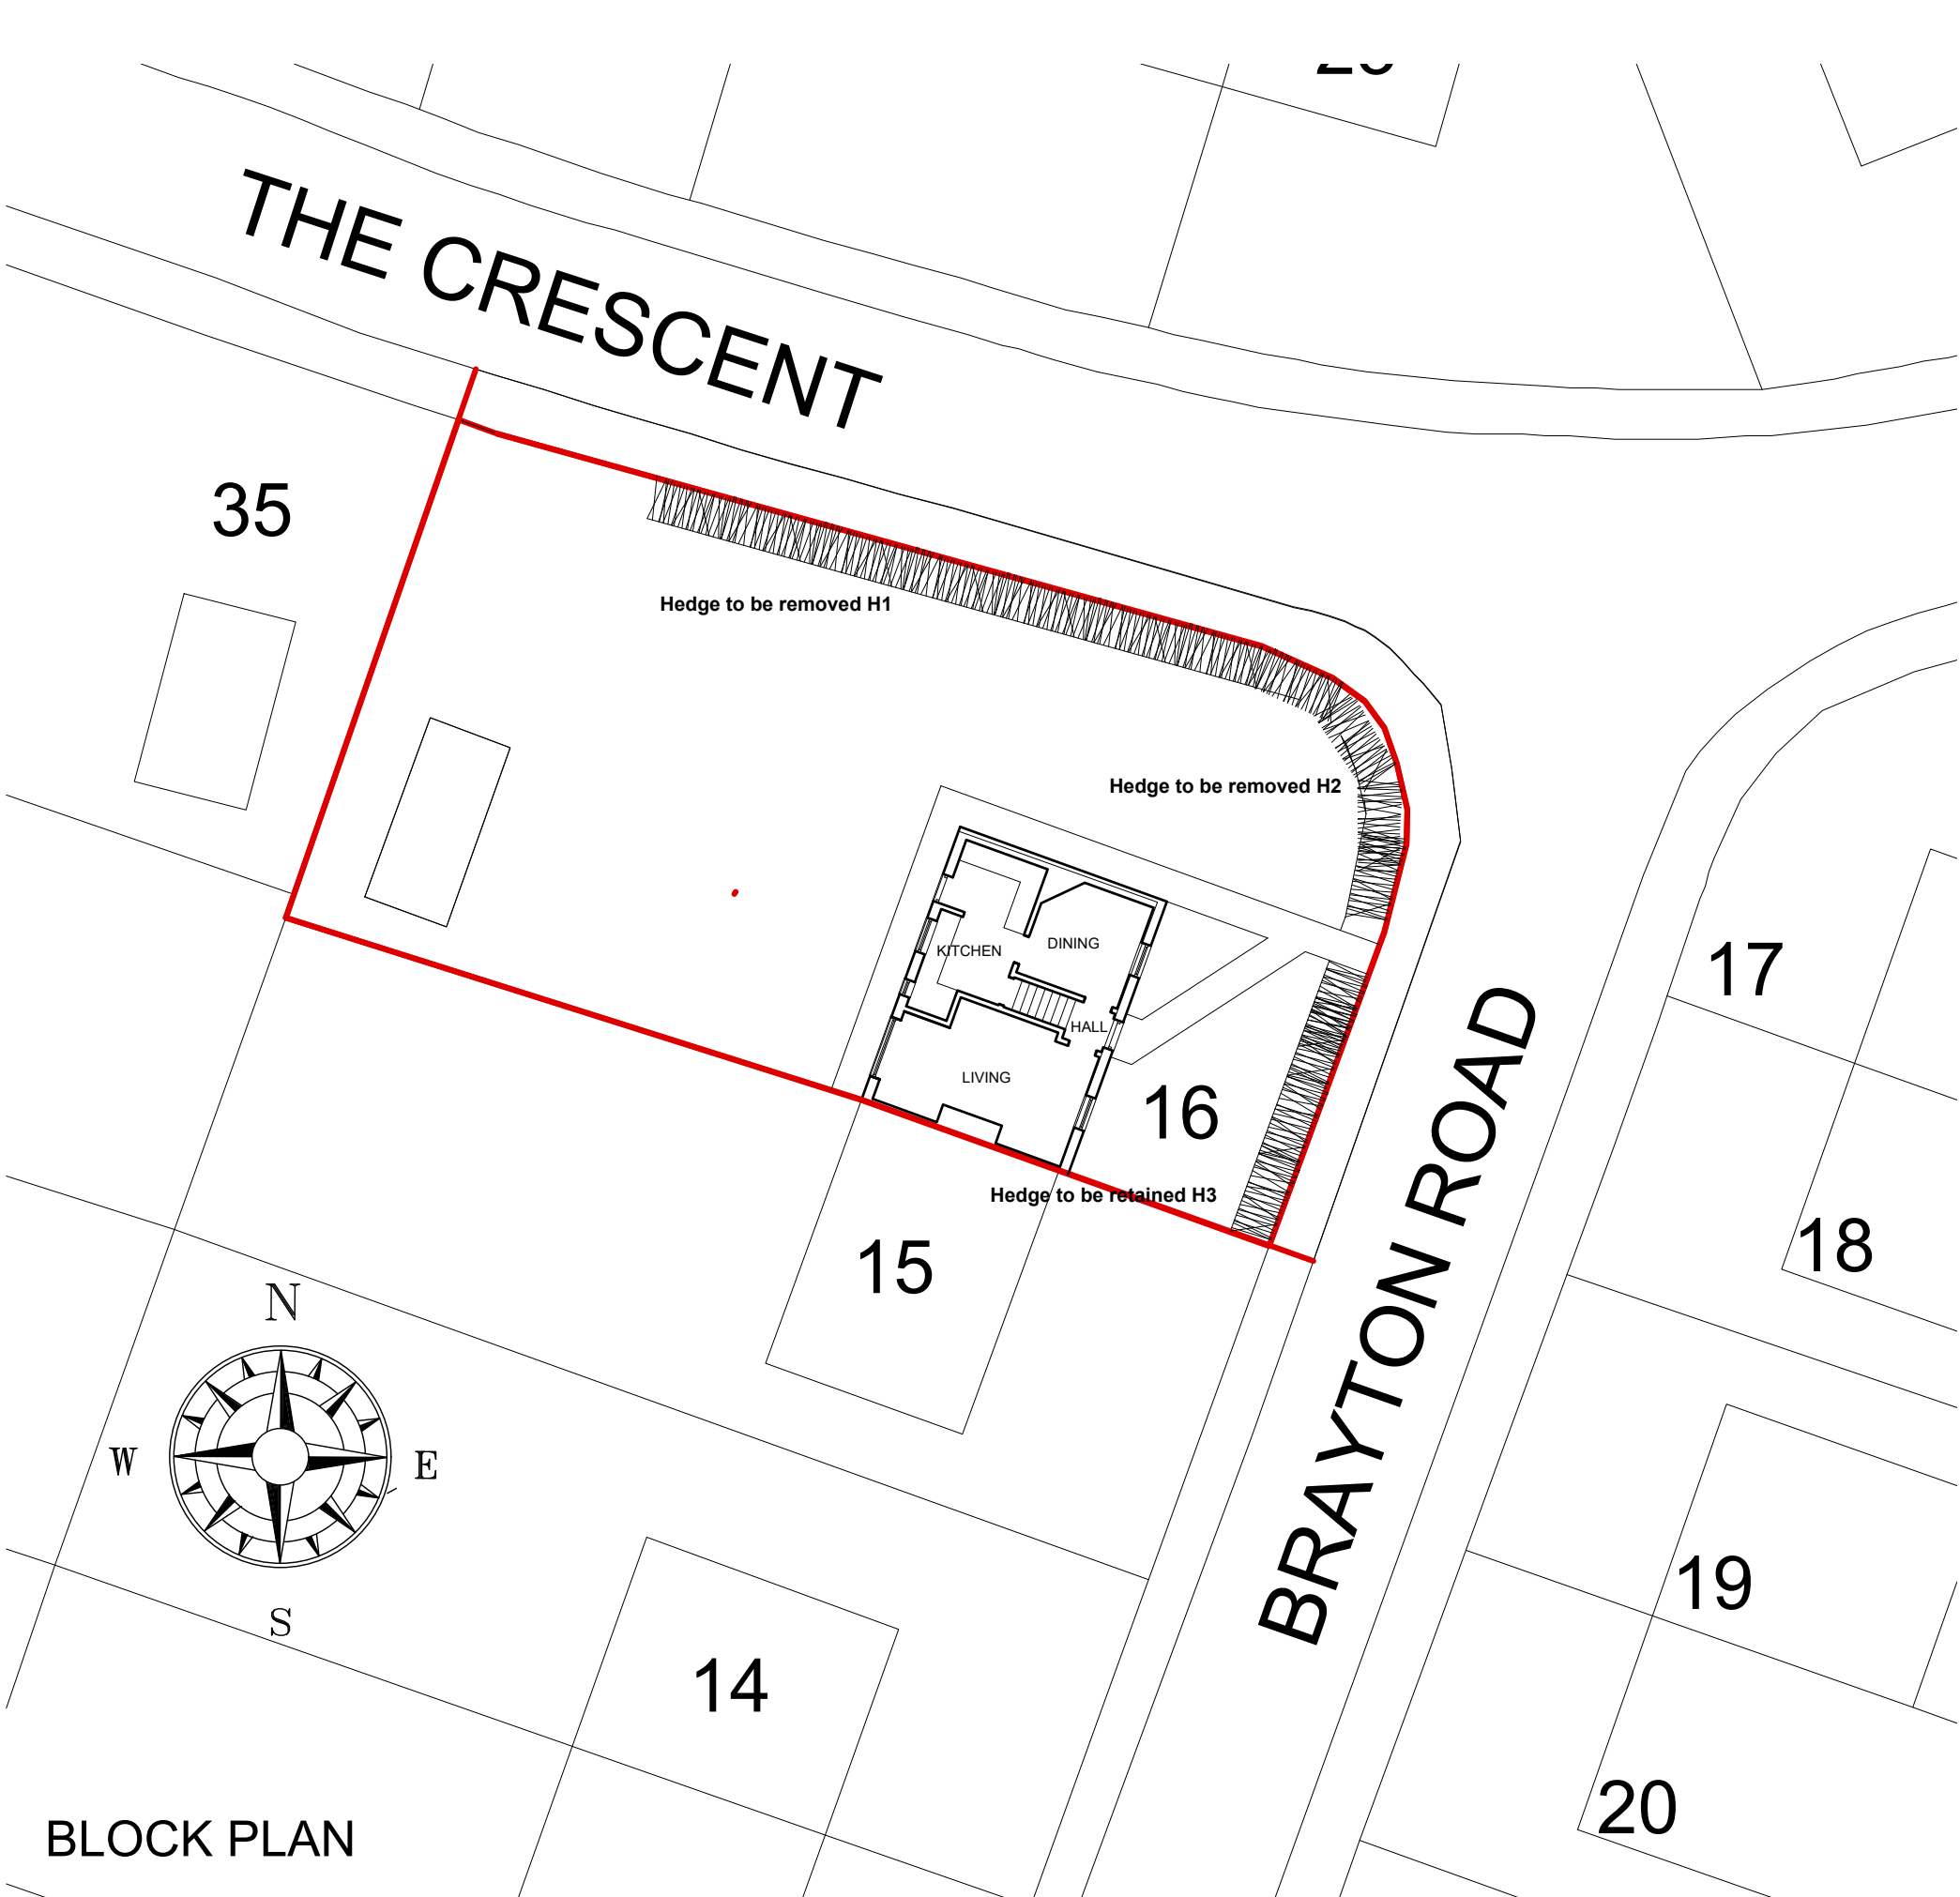 THE CRESCENT
35
Hedge to be removed H1
Hedge to be removed H2
KITCHEN
DINING
HALL
LIVING
16
17
Hedge to be retained H3
BRAYTON ROAD
15
18
N
W
E
S
19
14
20
BLOCK PLAN